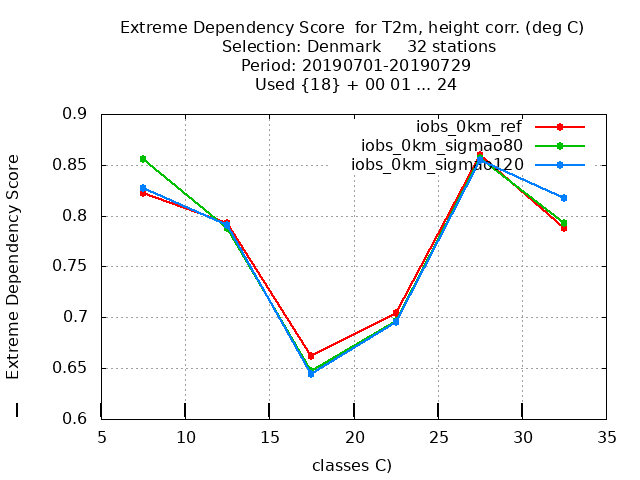 Extreme Dependency Score  for T2m, height corr. (deg C)
Selection: Denmark     32 stations
Period: 20190701-20190729
Used {18} + 00 01 ... 24
iobs_0km_ref
iobs_0km_sigmao80
iobs_0km_sigmao120
0.9
0.85
0.8
0.75
0.7
0.65
0.6
Extreme Dependency Score
5 10 15 20 25 30 35
classes C)